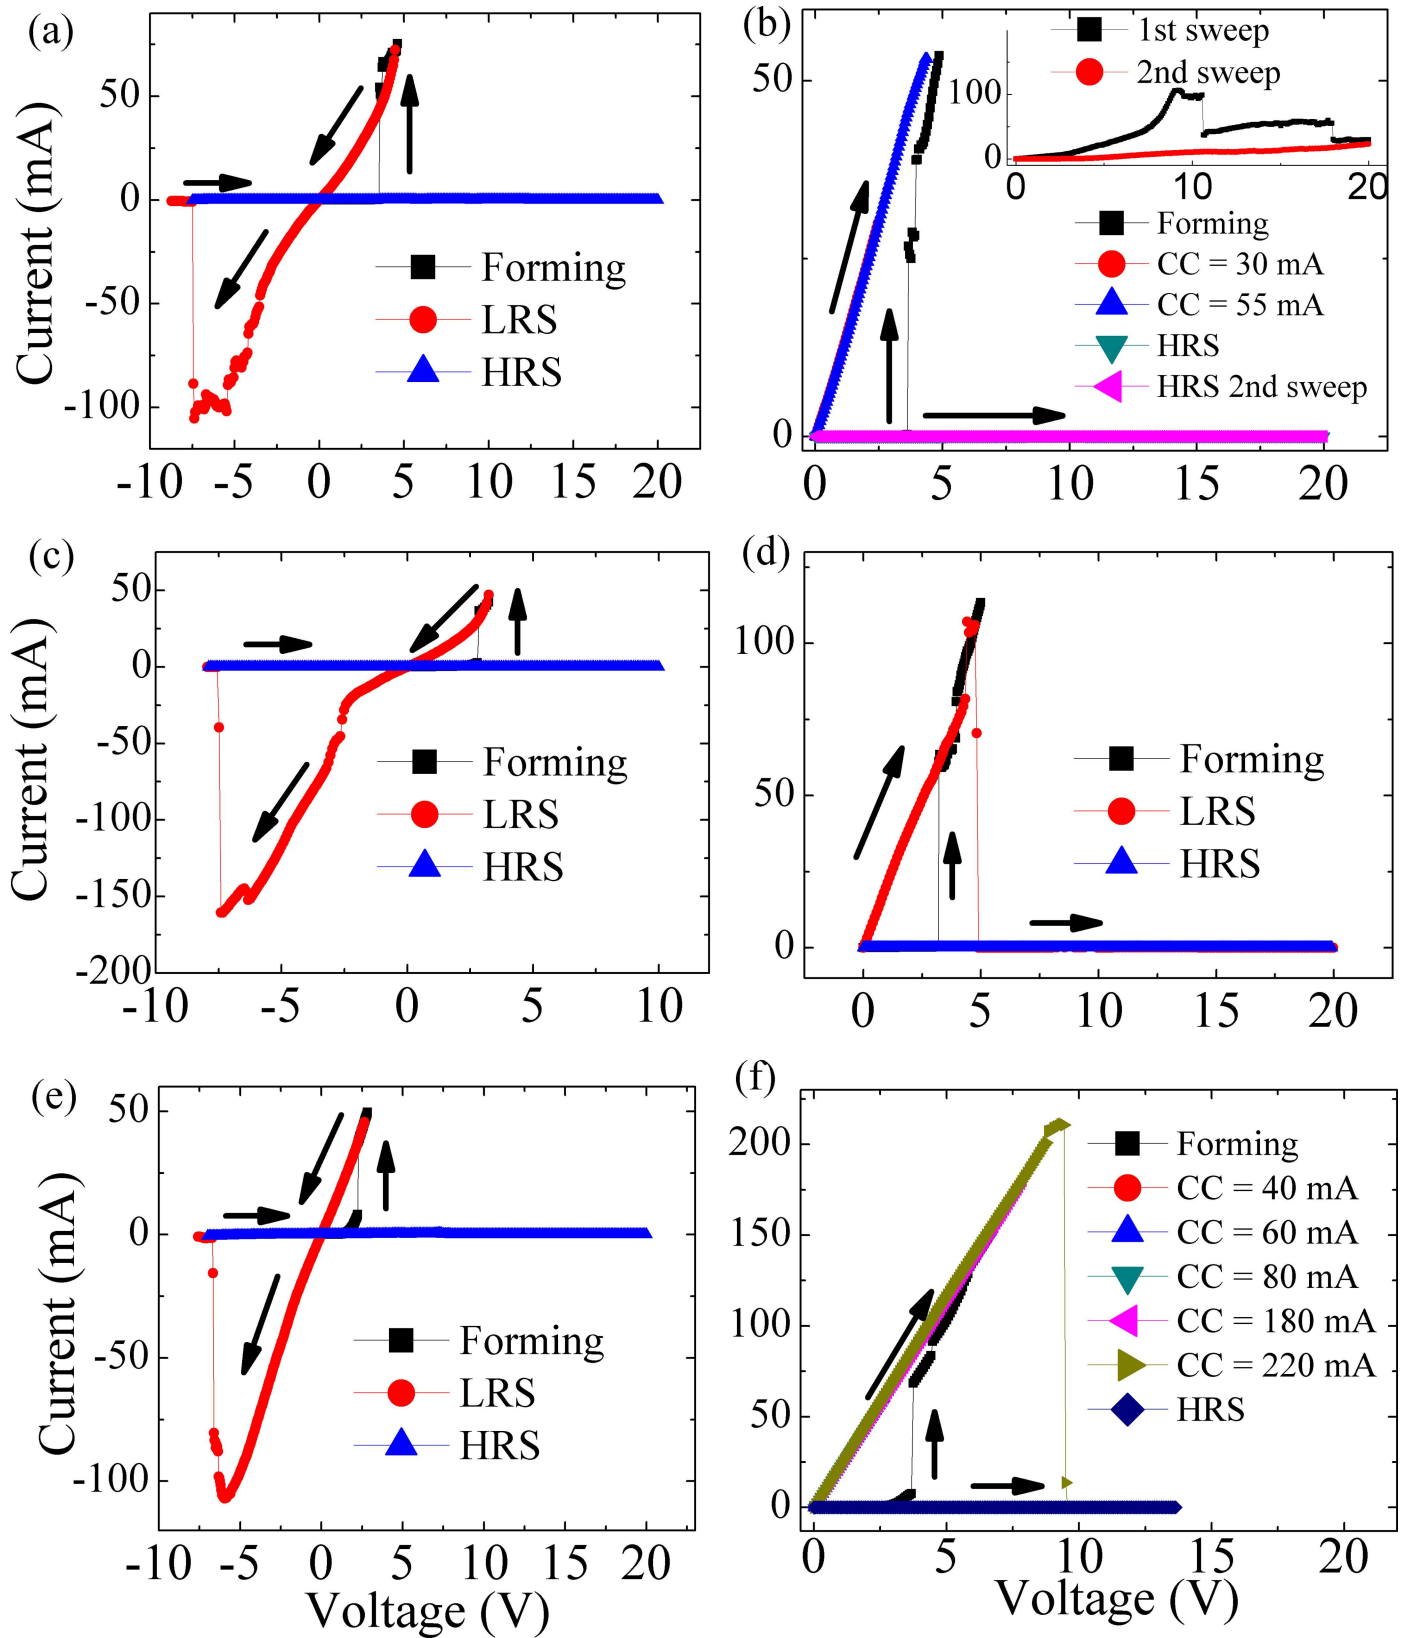 (a)
50
0
-50
-100
Current (mA)
Forming
LRS
HRS
-10 -5 0 5 10 15 20
(b)
1st sweep
2nd sweep
100
0
0 10 20
50
0
Forming
CC = 30 mA
CC = 55 mA
HRS
HRS 2nd sweep
0 5 10 15 20
(c)
50
0
-50
-100
-150
-200
Current (mA)
Forming
LRS
HRS
-10 -5 0 5 10
(d)
100
50
0
Forming
LRS
HRS
0 5 10 15 20
(e)
50
0
-50
-100
Current (mA)
Forming
LRS
HRS
-10 -5 0 5 10 15 20
Voltage (V)
(f)
200
150
100
50
0
Forming
CC = 40 mA
CC = 60 mA
CC = 80 mA
CC = 180 mA
CC = 220 mA
HRS
0 5 10 15 20
Voltage (V)